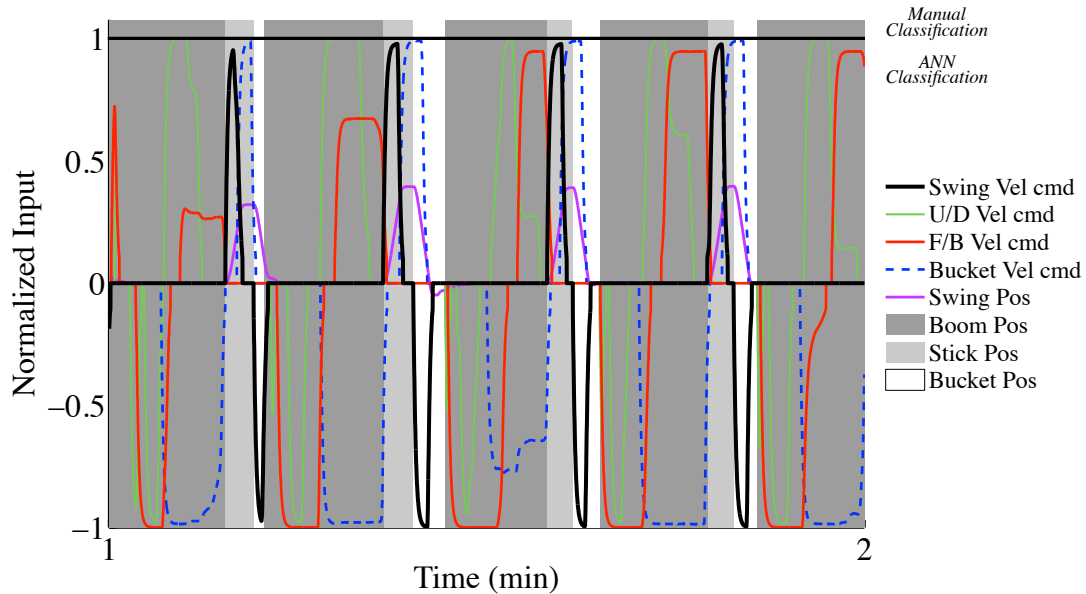 Manual
Classification
ANN
Classification
1
0.5
0
−0.5
−1
Normalized Input
1
2
Time (min)
Swing Vel cmd
U/D Vel cmd
F/B Vel cmd
Bucket Vel cmd
Swing Pos
Boom Pos
Stick Pos
Bucket Pos